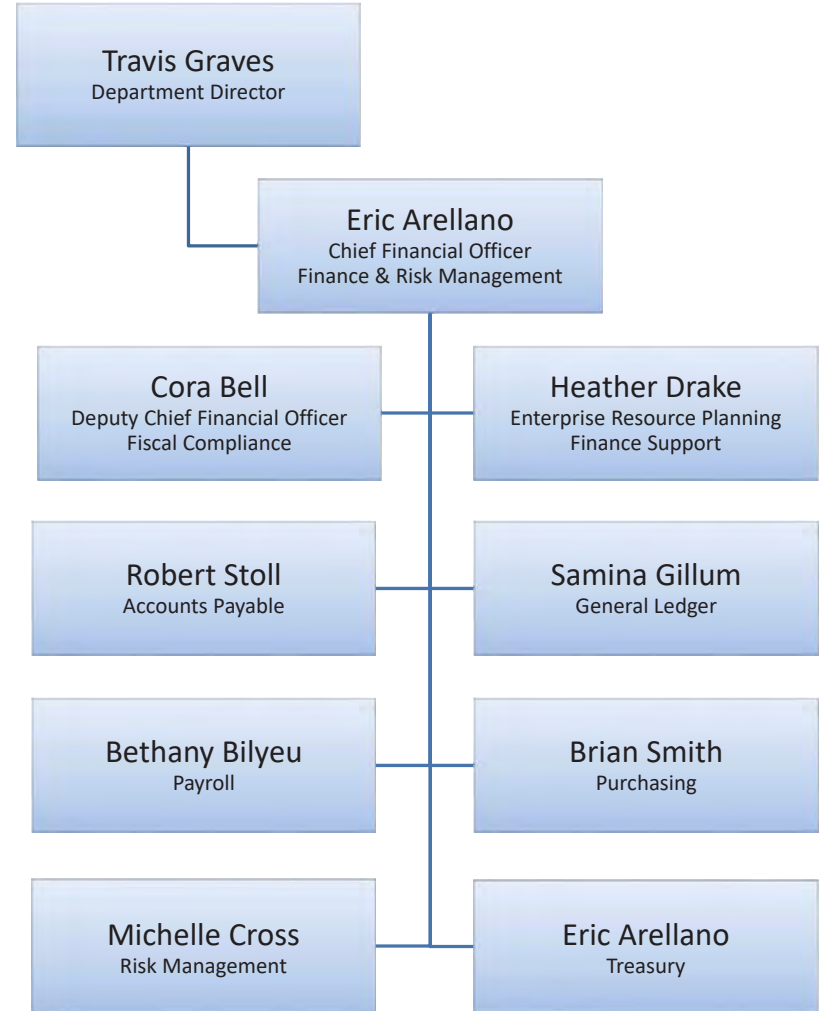 Travis Graves
Department Director
Eric Arellano
Chief Financial Officer
Finance & Risk Management
Cora Bell
Deputy Chief Financial Officer
Fiscal Compliance
Heather Drake
Enterprise Resource Planning
Finance Support
Robert Stoll
Accounts Payable
Samina Gillum
General Ledger
Bethany Bilyeu
Payroll
Brian Smith
Purchasing
Michelle Cross
Risk Management
Eric Arellano
Treasury